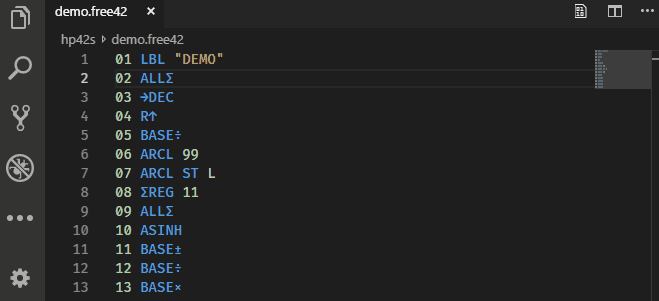 demo.free42 ×
hp42s › demo.free42
1 01 LBL "DEMO"
2 02 ALLΣ
3 03 →DEC
4 04 R↑
5 05 BASE÷
6 06 ARCL 99
7 07 ARCL ST L
8 08 ΣREG 11
9 09 ALLΣ
10 10 ASINH
11 11 BASE±
12 12 BASE÷
13 13 BASE×